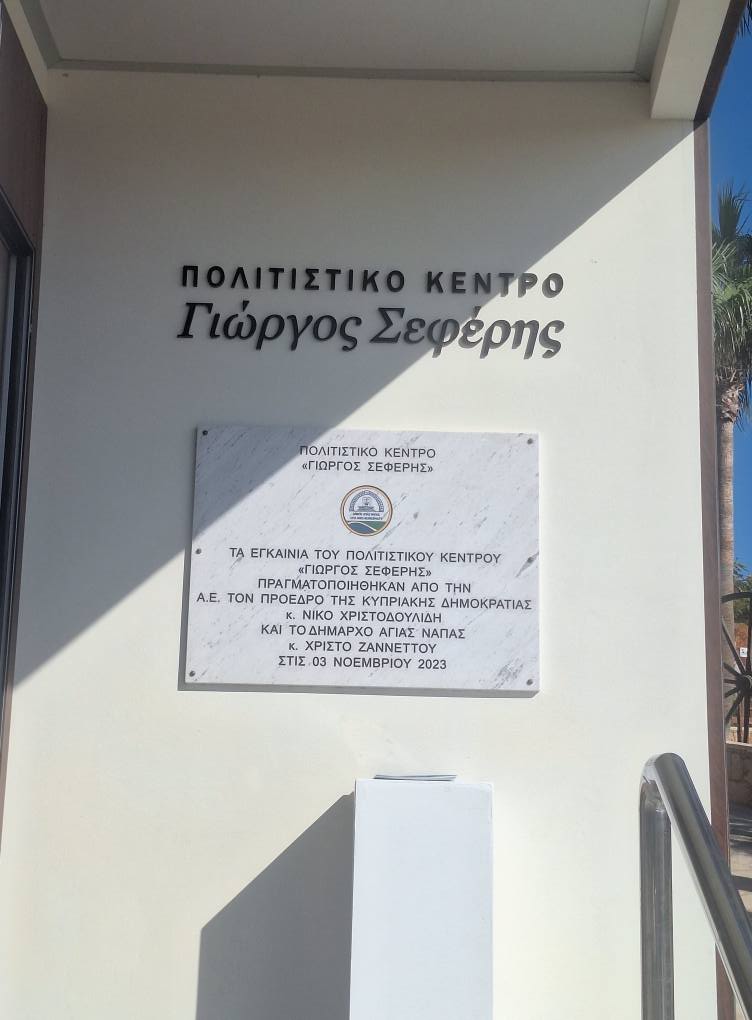 ΠΟΛΙΤΙΣΤΙΚΟ ΚΕΝΤΡΟ
Γιώργος Σεφέρης
ΠΟΛΙΤΙΣΤΙΚΟ ΚΕΝΤΡΟ
«ΓΙΩΡΓΟΣ ΣΕΦΕΡΗΣ»
ΤΑ ΕΓΚΑΙΝΙΑ ΤΟΥ ΠΟΛΙΤΙΣΤΙΚΟΥ ΚΕΝΤΡΟΥ
«ΓΙΩΡΓΟΣ ΣΕΦΕΡΗΣ»
ΠΡΑΓΜΑΤΟΠΟΙΗΘΗΚΑΝ ΑΠΟ ΤΗΝ
Α.Ε. ΤΟΝ ΠΡΟΕΔΡΟ ΤΗΣ ΚΥΠΡΙΑΚΗΣ ΔΗΜΟΚΡΑΤΙΑΣ
κ. ΝΙΚΟ ΧΡΙΣΤΟΔΟΥΛΙΔΗ
ΚΑΙ ΤΟ ΔΗΜΑΡΧΟ ΑΓΙΑΣ ΝΑΠΑΣ
κ. ΧΡΙΣΤΟ ΖΑΝΝΕΤΤΟΥ
ΣΤΙΣ 03 ΝΟΕΜΒΡΙΟΥ 2023